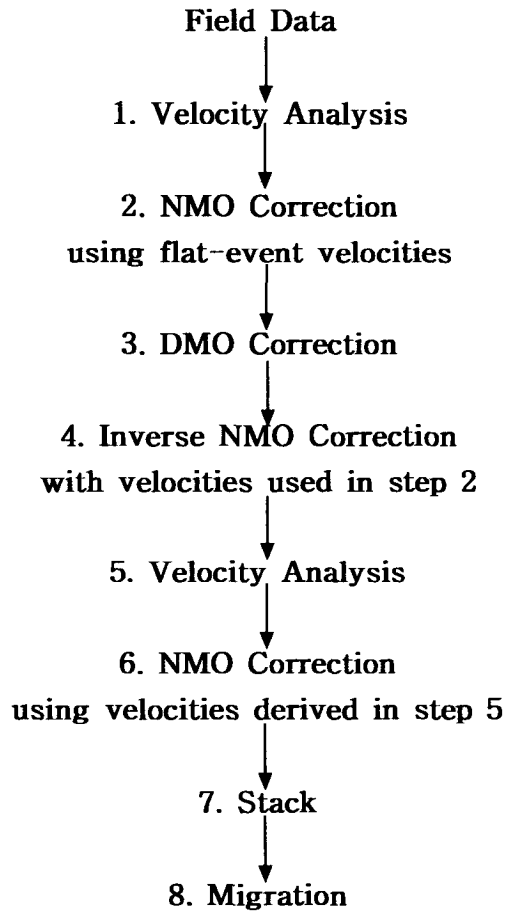 Field Data
1. Velocity Analysis
2. NMO Correction
using flat-event velocities
3. DMO Correction
4. Inverse NMO Correction
with velocities used in step 2
5. Velocity Analysis
6. NMO Correction
using velocities derived in step 5
7. Stack
8. Migration